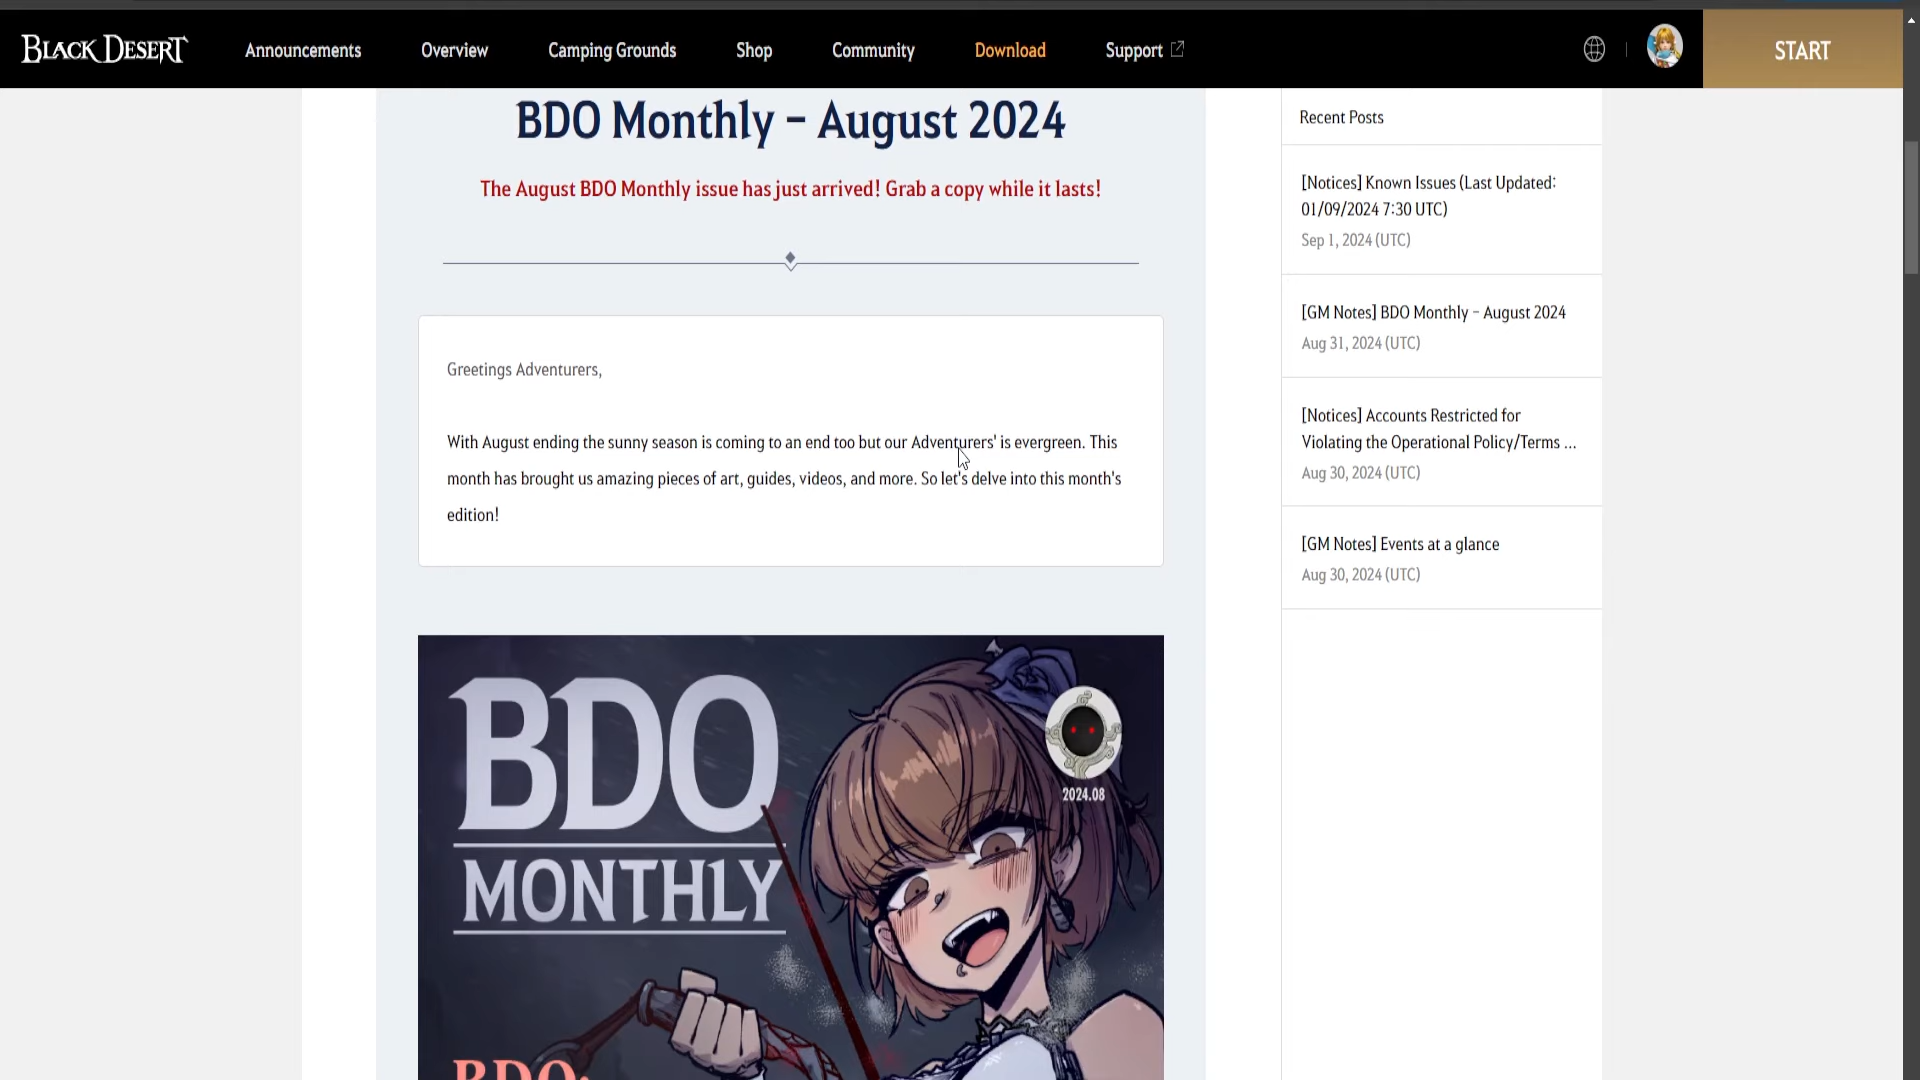 BLACK DESERT
Announcements
Overview
Camping Grounds
Shop
Community
Download
Support
START
BDO Monthly – August 2024
The August BDO Monthly issue has just arrived! Grab a copy while it lasts!
Greetings Adventurers,
With August ending the sunny season is coming to an end too but our Adventurers' is evergreen. This
month has brought us amazing pieces of art, guides, videos, and more. So let's delve into this month's
edition!
BDO
MONTHLY
2024.08
BDO:
Recent Posts
[Notices] Known Issues (Last Updated:
01/09/2024 7:30 UTC)
Sep 1, 2024 (UTC)
[GM Notes] BDO Monthly – August 2024
Aug 31, 2024 (UTC)
[Notices] Accounts Restricted for
Violating the Operational Policy/Terms ...
Aug 30, 2024 (UTC)
[GM Notes] Events at a glance
Aug 30, 2024 (UTC)